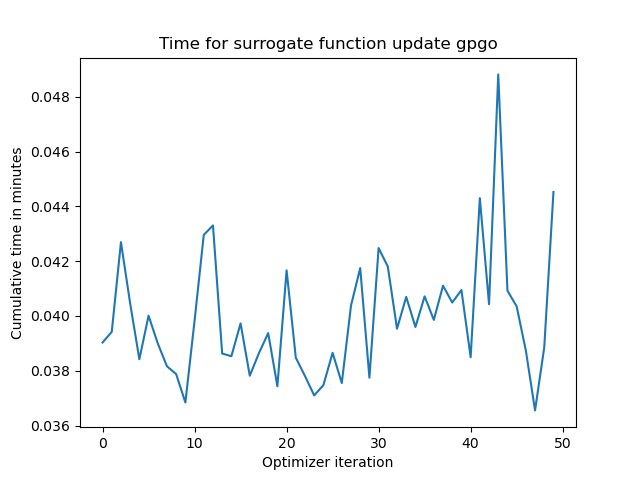 Time for surrogate function update gpgo
Cumulative time in minutes
0.048
0.046
0.044
0.042
0.040
0.038
0.036
0 10 20 30 40 50
Optimizer iteration